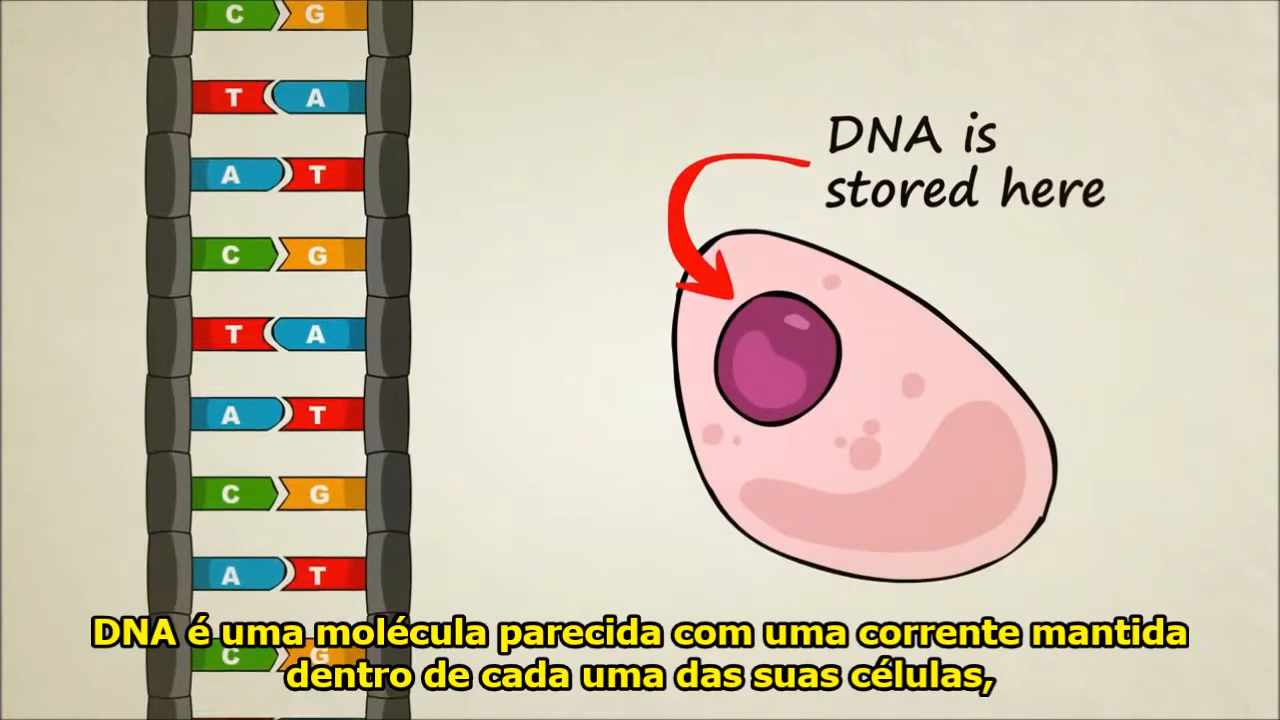 C G
T A
A T
C G
T A
A T
C G
A T
C G
DNA is
stored here
DNA é uma molécula parecida com uma corrente mantida
dentro de cada uma das suas células,